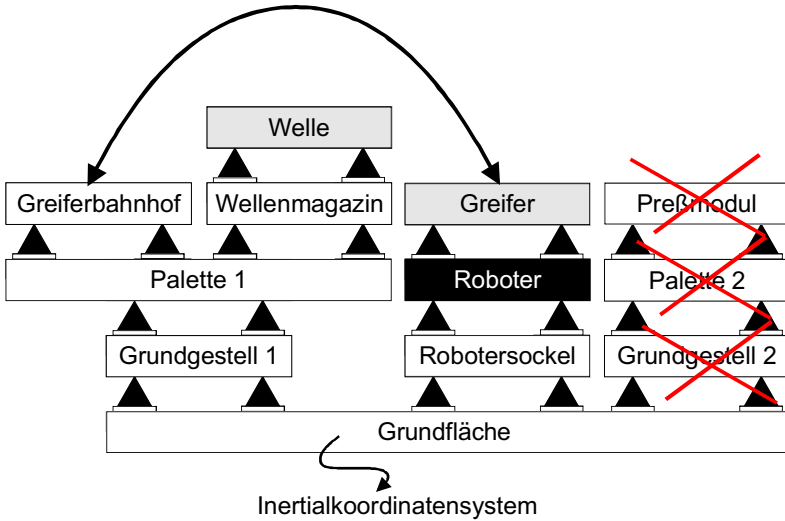 Welle
Greiferbahnhof
Wellenmagazin
Greifer
Preßmodul
Palette 1
Roboter
Palette 2
Grundgestell 1
Robotersockel
Grundgestell 2
Grundfläche
Inertialkoordinatensystem